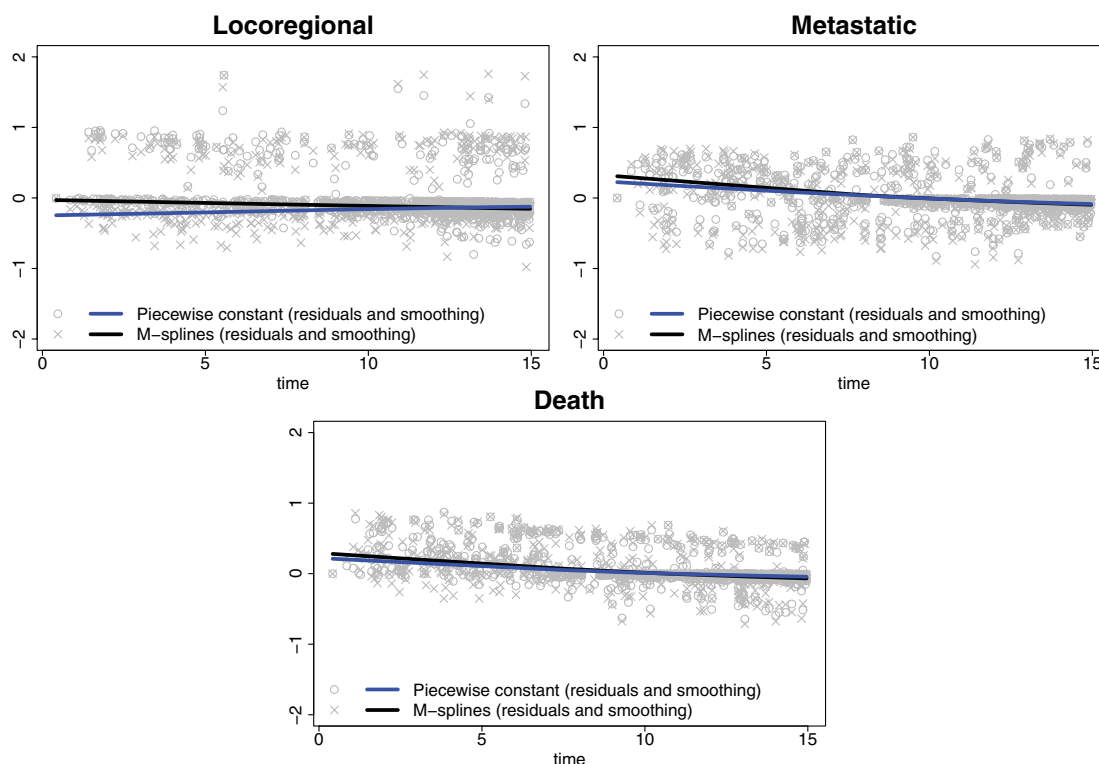 Locoregional
2
1
0
−1
−2
Piecewise constant (residuals and smoothing)
M−splines (residuals and smoothing)
0 5 10 15
time
Metastatic
2
1
0
−1
−2
Piecewise constant (residuals and smoothing)
M−splines (residuals and smoothing)
0 5 10 15
time
Death
2
1
0
−1
−2
Piecewise constant (residuals and smoothing)
M−splines (residuals and smoothing)
0 5 10 15
time